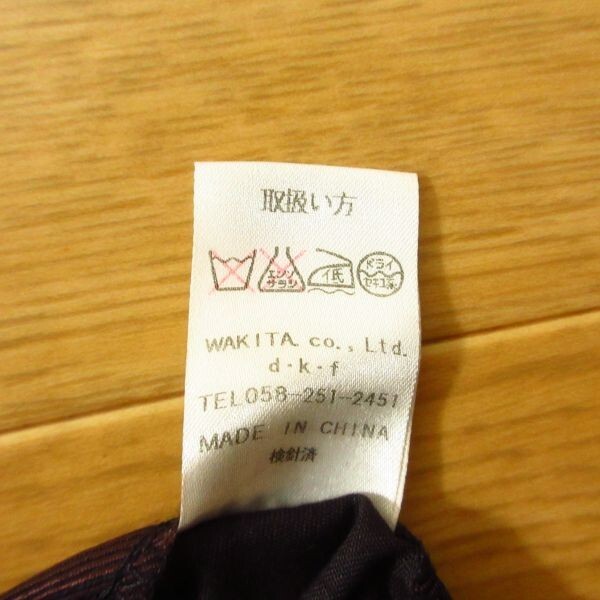 取扱い方
エンソ サラシ 低 ドライ セキユ系
WAKITA co., Ltd.
d・k・f
TEL058-251-2451
MADE IN CHINA
検針済